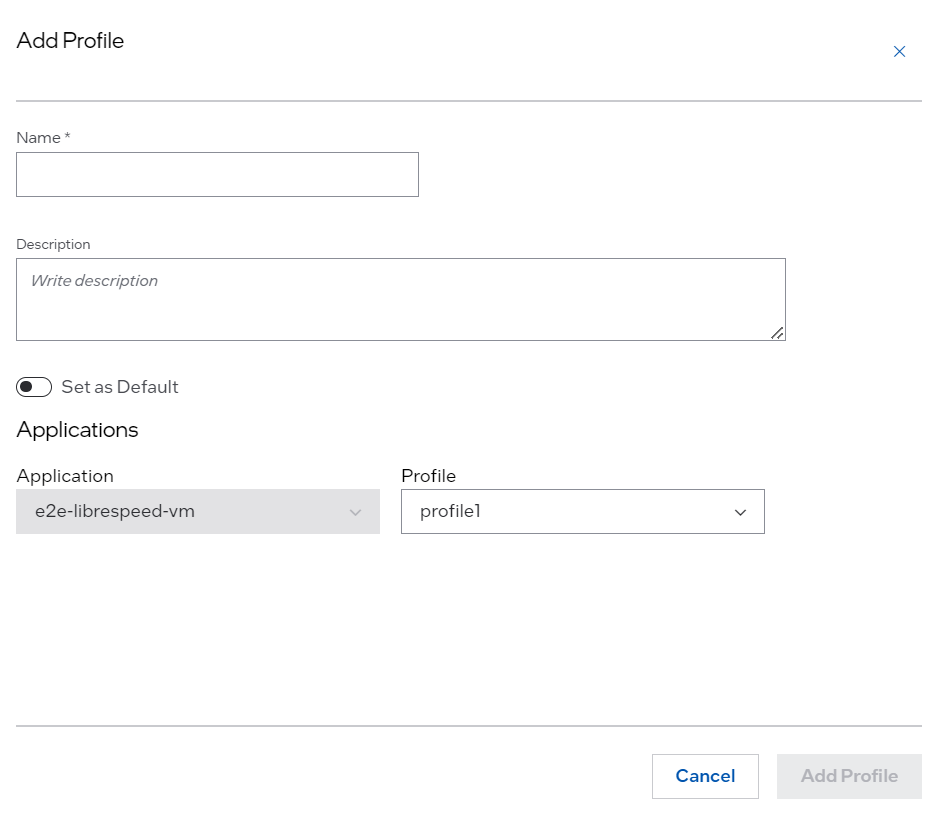 Add Profile
Name *
Description
Write description
Set as Default
Applications
Application
Profile
e2e-librespeed-vm
profile1
Cancel
Add Profile